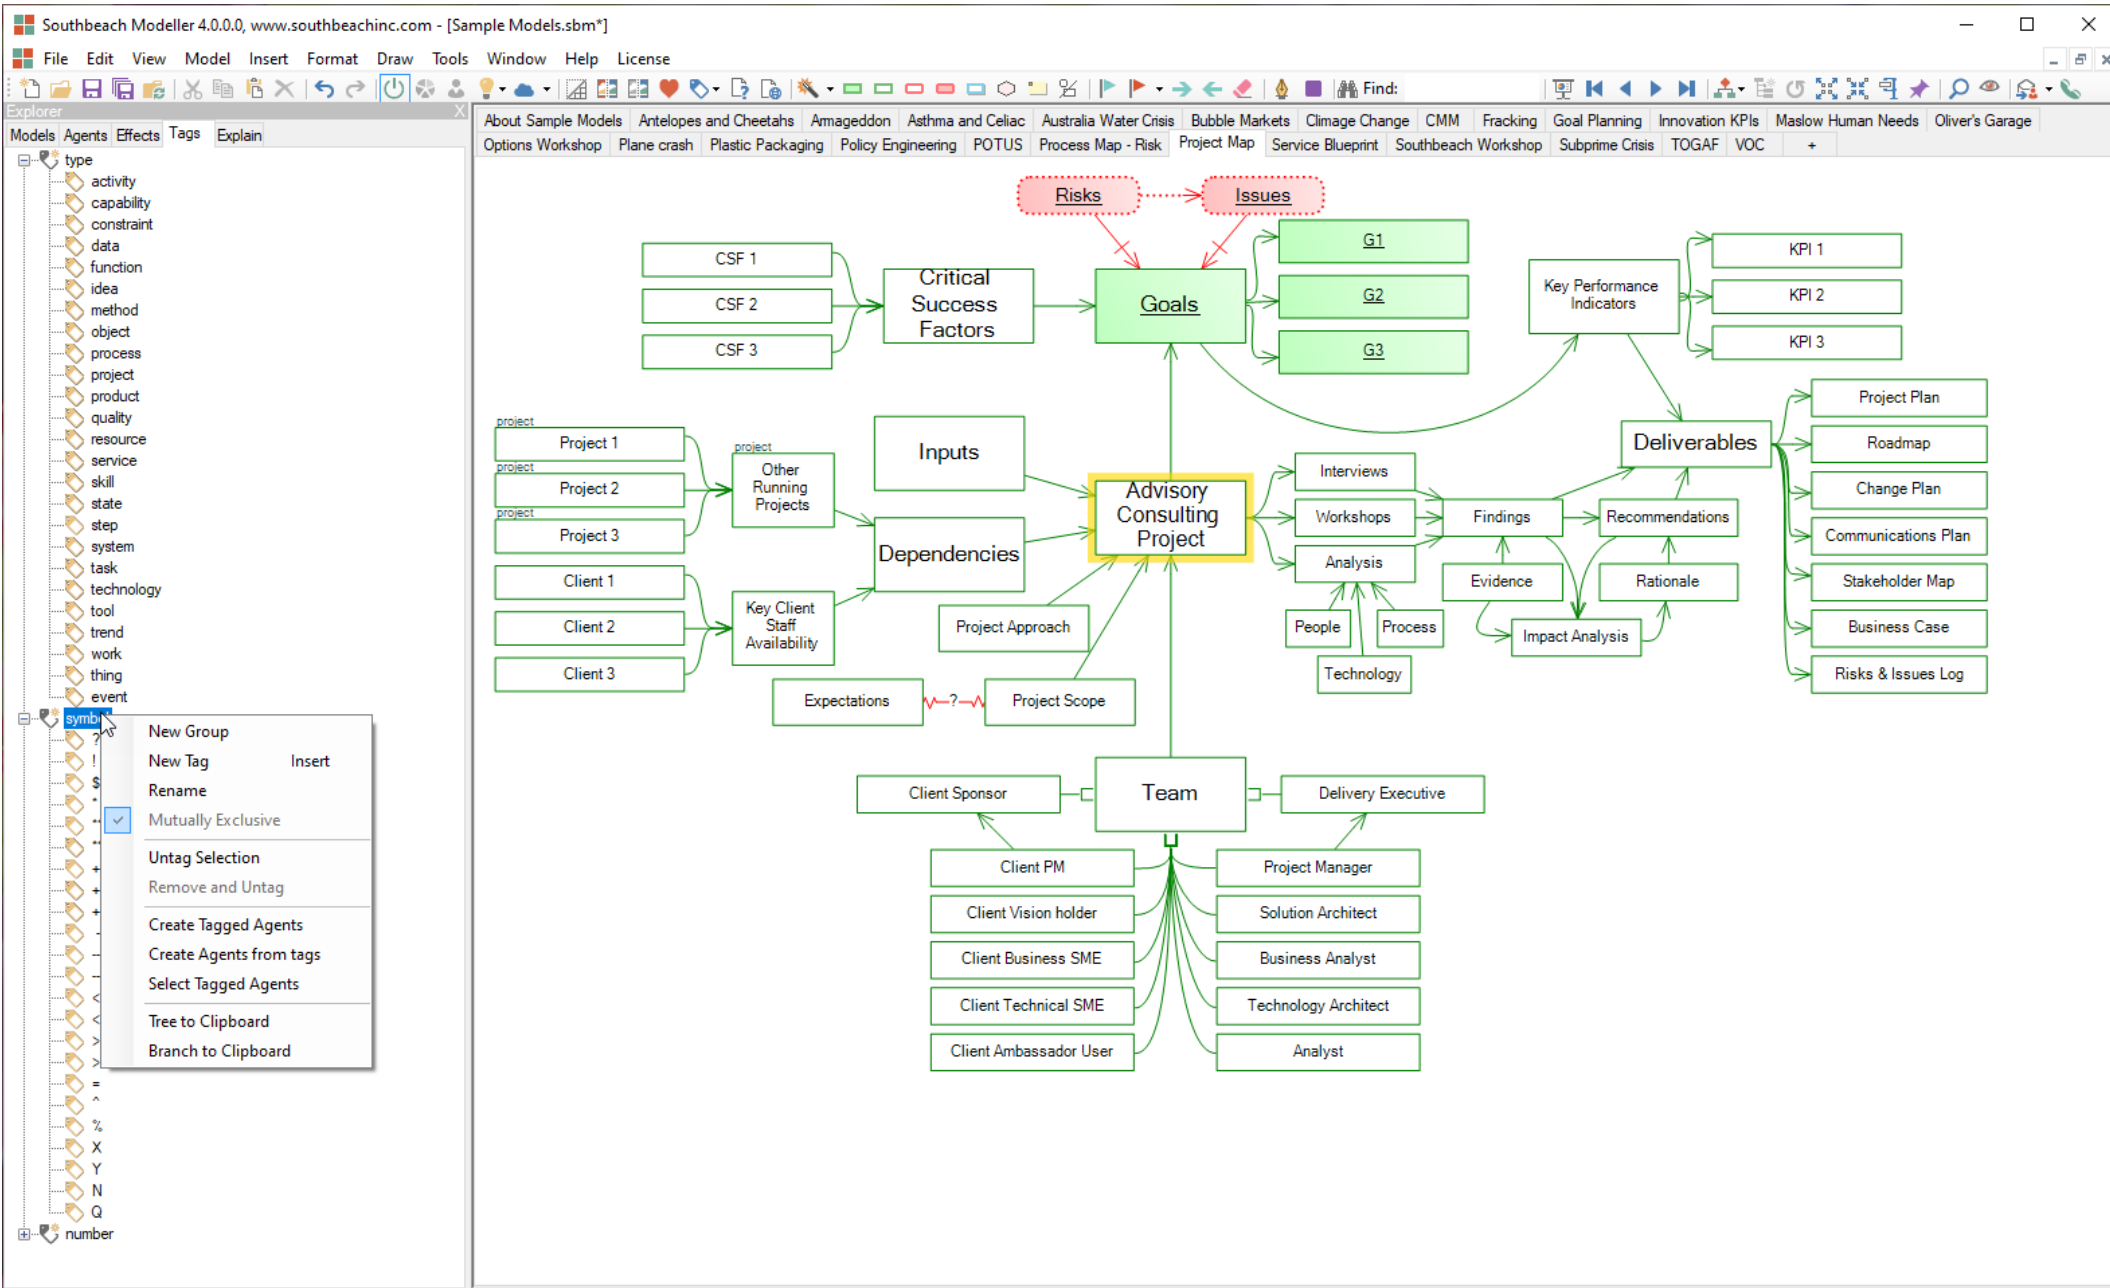 Southbeach Modeller 4.0.0.0, www.southbeachinc.com - [Sample Models.sbm*]
File Edit View Model Insert Format Draw Tools Window Help License
Find:
Explorer X
Models Agents Effects Tags Explain
About Sample Models Antelopes and Cheetahs Armageddon Asthma and Celiac Australia Water Crisis Bubble Markets Climage Change CMM Fracking Goal Planning Innovation KPIs Maslow Human Needs Oliver's Garage
Options Workshop Plane crash Plastic Packaging Policy Engineering POTUS Process Map - Risk Project Map Service Blueprint Southbeach Workshop Subprime Crisis TOGAF VOC +
type
activity
capability
constraint
data
function
idea
method
object
process
project
product
quality
resource
service
skill
state
step
system
task
technology
tool
trend
work
thing
event
symbol
?
!
$
*
+
+
+
-
<
<
>
>
=
^
%
X
Y
N
Q
number
New Group
New Tag Insert
Rename
Mutually Exclusive
Untag Selection
Remove and Untag
Create Tagged Agents
Create Agents from tags
Select Tagged Agents
Tree to Clipboard
Branch to Clipboard
Risks
Issues
CSF 1
CSF 2
CSF 3
Critical
Success
Factors
Goals
G1
G2
G3
Key Performance
Indicators
KPI 1
KPI 2
KPI 3
project
Project 1
project
Project 2
project
Project 3
project
Other
Running
Projects
Client 1
Client 2
Client 3
Key Client
Staff
Availability
Inputs
Dependencies
Advisory
Consulting
Project
Project Approach
Expectations
?
Project Scope
Interviews
Workshops
Analysis
People
Process
Technology
Findings
Recommendations
Evidence
Rationale
Impact Analysis
Deliverables
Project Plan
Roadmap
Change Plan
Communications Plan
Stakeholder Map
Business Case
Risks & Issues Log
Client Sponsor
Team
Delivery Executive
Client PM
Client Vision holder
Client Business SME
Client Technical SME
Client Ambassador User
Project Manager
Solution Architect
Business Analyst
Technology Architect
Analyst